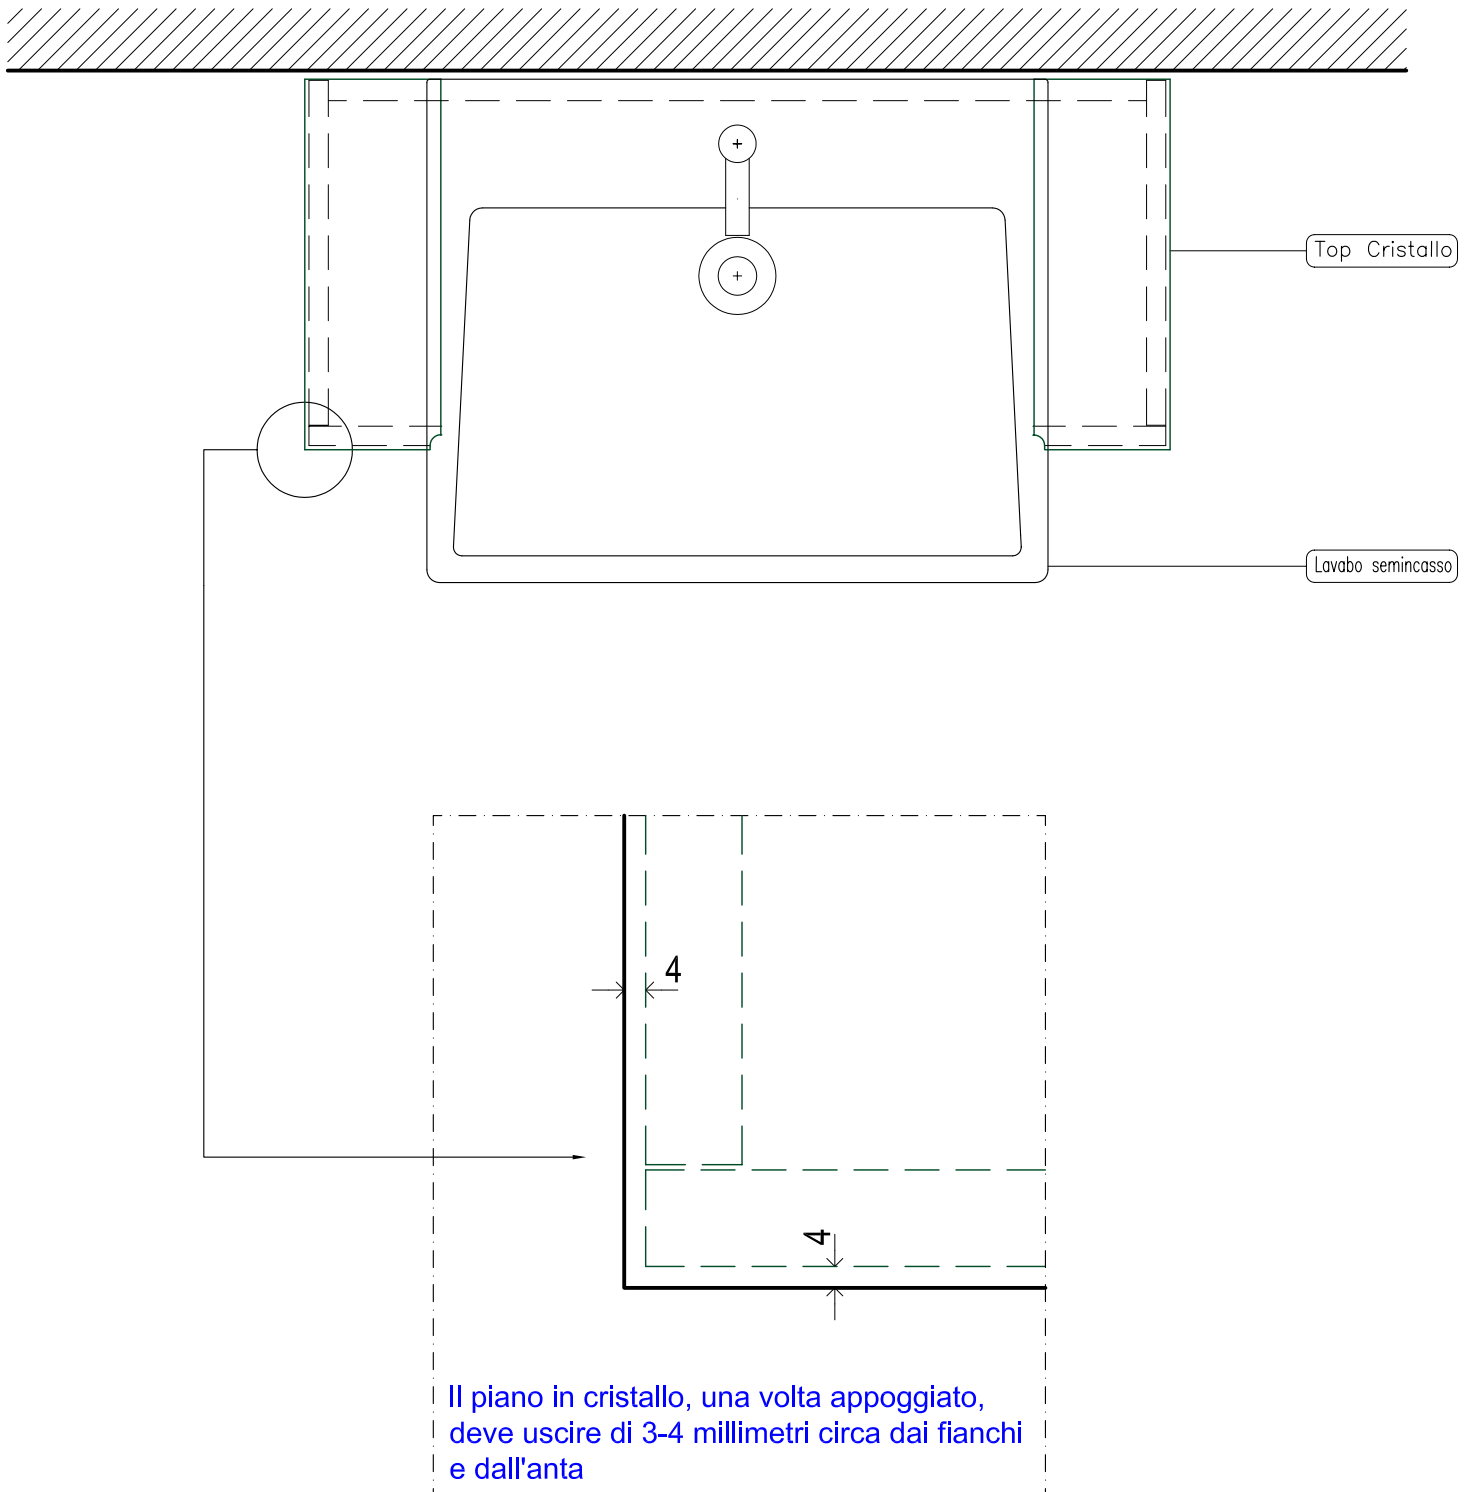 Top Cristallo
Lavabo semincasso
4
4
Il piano in cristallo, una volta appoggiato,
deve uscire di 3-4 millimetri circa dai fianchi
e dall'anta